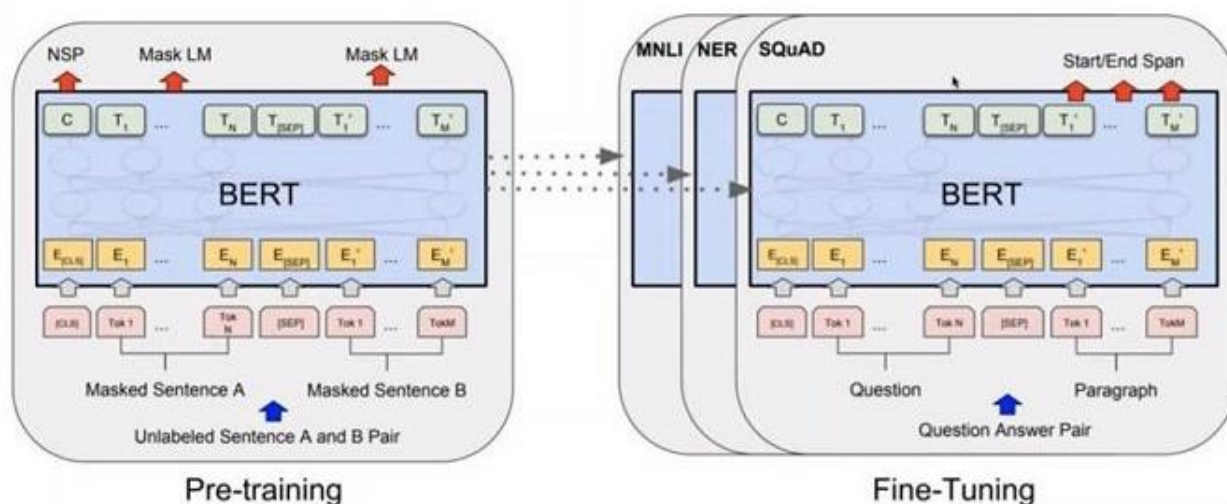 NSP Mask LM Mask LM
C T1 ... TN T[SEP] T1' ... TM'
BERT
E[CLS] E1 ... EN E[SEP] E1' ... EM'
[CLS] Tok 1 ... Tok N [SEP] Tok 1 ... TokM
Masked Sentence A Masked Sentence B
Unlabeled Sentence A and B Pair
Pre-training
MNLI NER SQuAD
Start/End Span
C T1 ... TN T[SEP] T1' ... TM'
BERT
E[CLS] E1 ... EN E[SEP] E1' ... EM'
[CLS] Tok 1 ... Tok N [SEP] Tok 1 ... TokM
Question Paragraph
Question Answer Pair
Fine-Tuning